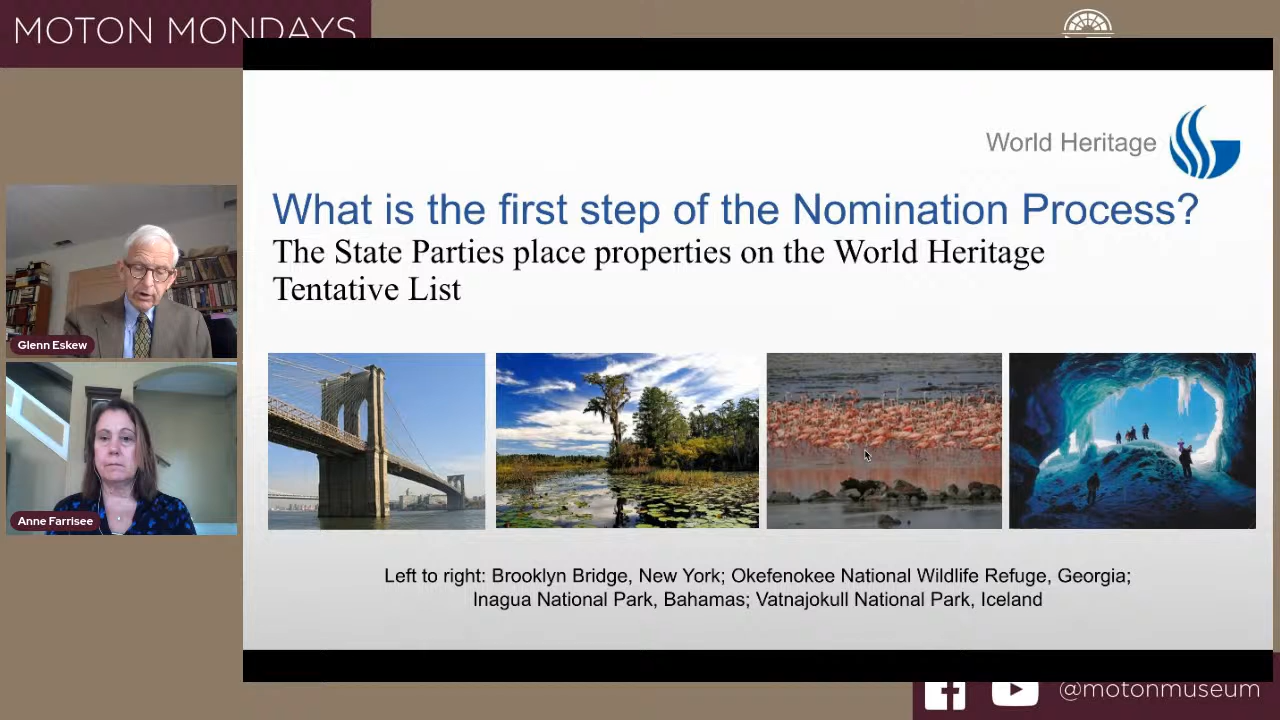 MOTON MONDAYS
World Heritage
What is the first step of the Nomination Process?
The State Parties place properties on the World Heritage
Tentative List
Glenn Eskew
Anne Farrisee
Left to right: Brooklyn Bridge, New York; Okefenokee National Wildlife Refuge, Georgia;
Inagua National Park, Bahamas; Vatnajokull National Park, Iceland
@motonmuseum